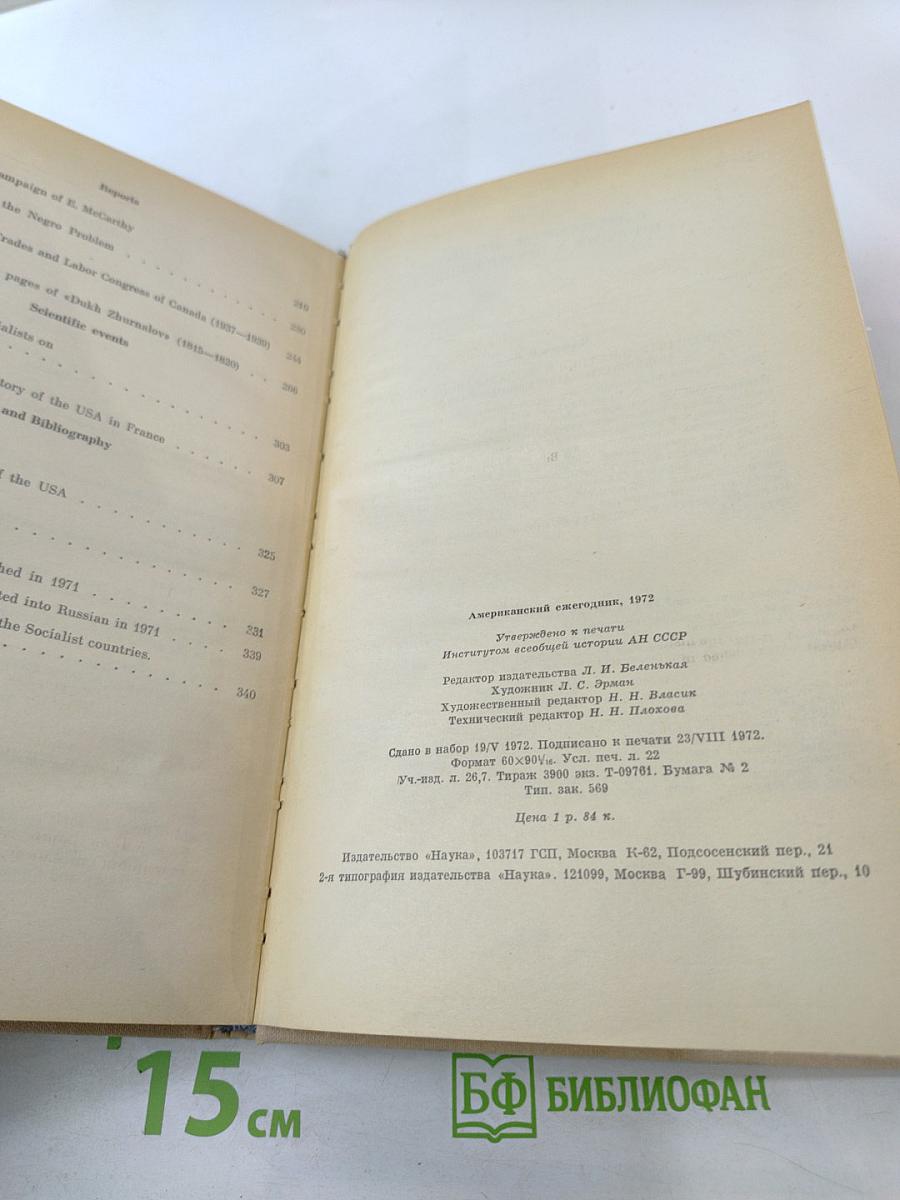 Reports
ampaign of E. McCarthy
the Negro Problem
210
230
Trades and Labor Congress of Canada (1937—1939)
244
pages of «Dukh Zhurnalov» (1815—1820)
266
Scientific events
alists on
303
tory of the USA in France
307
and Bibliography
f the USA
325
327
hed in 1971
331
ted into Russian in 1971
339
the Socialist countries.
340
Американский ежегодник, 1972
Утверждено к печати
Институтом всеобщей истории АН СССР
Редактор издательства Л. И. Беленькая
Художник Л. С. Эрман
Художественный редактор Н. Н. Власик
Технический редактор Н. Н. Плохова
Сдано в набор 19/V 1972. Подписано к печати 23/VIII 1972.
Формат 60×90¹/₁₆. Усл. печ. л. 22
Уч.-изд. л. 26,7. Тираж 3900 экз. Т-09761. Бумага № 2
Тип. зак. 569
Цена 1 р. 84 к.
Издательство «Наука», 103717 ГСП, Москва К-62, Подсосенский пер., 21
2-я типография издательства «Наука». 121099, Москва Г-99, Шубинский пер., 10
15 см
БФ БИБЛИОФАН